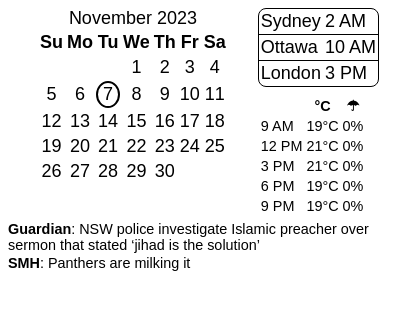 November 2023
Su Mo Tu We Th Fr Sa
1 2 3 4
5 6 7 8 9 10 11
12 13 14 15 16 17 18
19 20 21 22 23 24 25
26 27 28 29 30
Sydney 2 AM
Ottawa 10 AM
London 3 PM
°C ☂
9 AM 19°C 0%
12 PM 21°C 0%
3 PM 21°C 0%
6 PM 19°C 0%
9 PM 19°C 0%
Guardian: NSW police investigate Islamic preacher over
sermon that stated ‘jihad is the solution’
SMH: Panthers are milking it